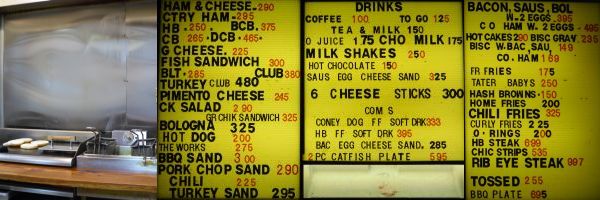 HAM & CHEESE. 290
CTRY HAM-295
HB .250 · BCB. 375
CB 265 · DCB ·465·
G CHEESE. 225
FISH SANDWICH 300
BLT · 285 CLUB 380
TURKEY CLUB 480
PIMENTO CHEESE 245
CK SALAD 290
GR CHIK SANDWICH 325
BOLOGNA 325
HOT DOG 200
THE WORKS 275
BBQ SAND 300
PORK CHOP SAND 290
CHILI 225
TURKEY SAND 295
DRINKS
COFFEE 100 TO GO 125
TEA & MILK 150
O JUICE 175 CHO MILK 175
MILK SHAKES 250
HOT CHOCOLATE 150
SAUS EGG CHEESE SAND 325
6 CHEESE STICKS 300
COM S
CONEY DOG FF SOFT DRK 333
HB FF SOFT DRK 395
BAC EGG CHEESE SAND. 285
2 PC CATFISH PLATE 595
BACON, SAUS, BOL
W-2 EGGS. 395
CO HAM W-2 EGGS 495
HOT CAKES 290 BISC GRAV. 235
BISC W-BAC, SAU, 149
CO. HAM 169
FR FRIES 175
TATER BABYS 250
HASH BROWNS 150
HOME FRIES 200
CHILI FRIES 325
CURLY FRIES 225
O · RINGS 200
HB STEAK 699
CHIC STRIPS 535
RIB EYE STEAK 997
TOSSED 255
BBQ PLATE 695